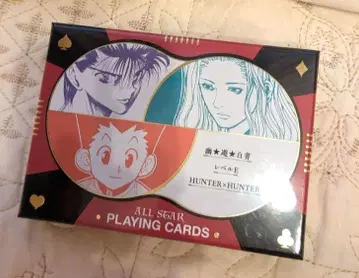 幽★遊★白書
レベルE
HUNTER×HUNTER
ALL STAR
PLAYING CARDS